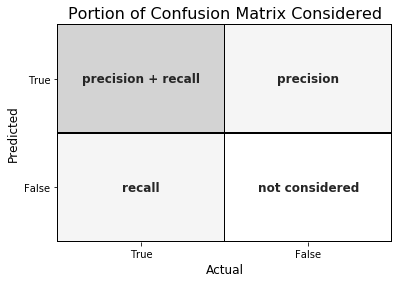 Portion of Confusion Matrix Considered
True
precision + recall
precision
Predicted
False
recall
not considered
True
False
Actual